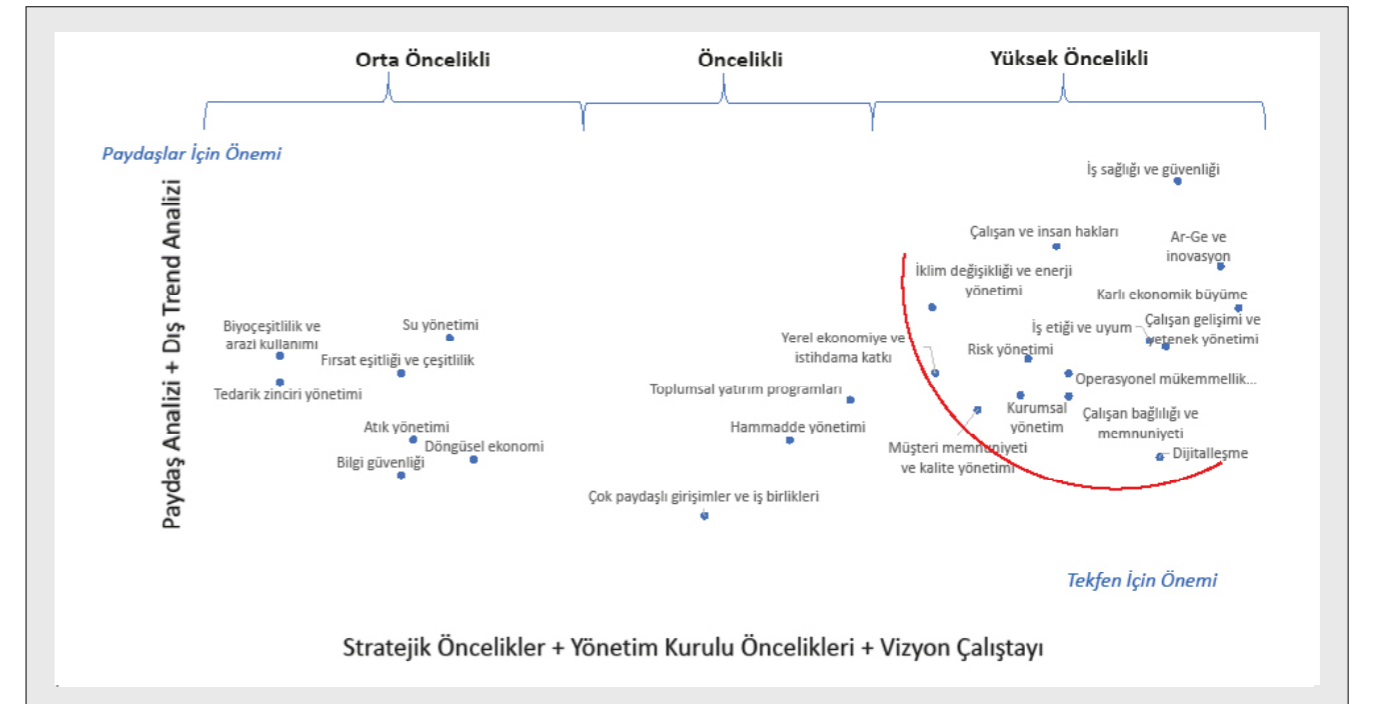 Orta Öncelikli
Öncelikli
Yüksek Öncelikli
Paydaşlar İçin Önemi
Paydaş Analizi + Dış Trend Analizi
İş sağlığı ve güvenliği
Çalışan ve insan hakları
Ar-Ge ve
inovasyon
İklim değişikliği ve enerji
yönetimi
Karlı ekonomik büyüme
Biyoçeşitlilik ve
arazi kullanımı
Su yönetimi
Fırsat eşitliği ve çeşitlilik
Tedarik zinciri yönetimi
Yerel ekonomiye ve
istihdama katkı
İş etiği ve uyum
Çalışan gelişimi ve
yetenek yönetimi
Risk yönetimi
Operasyonel mükemmellik...
Toplumsal yatırım programları
Kurumsal
yönetim
Çalışan bağlılığı ve
memnuniyeti
Atık yönetimi
Döngüsel ekonomi
Bilgi güvenliği
Hammadde yönetimi
Müşteri memnuniyeti
ve kalite yönetimi
Dijitalleşme
Çok paydaşlı girişimler ve iş birlikleri
Tekfen İçin Önemi
Stratejik Öncelikler + Yönetim Kurulu Öncelikleri + Vizyon Çalıştayı